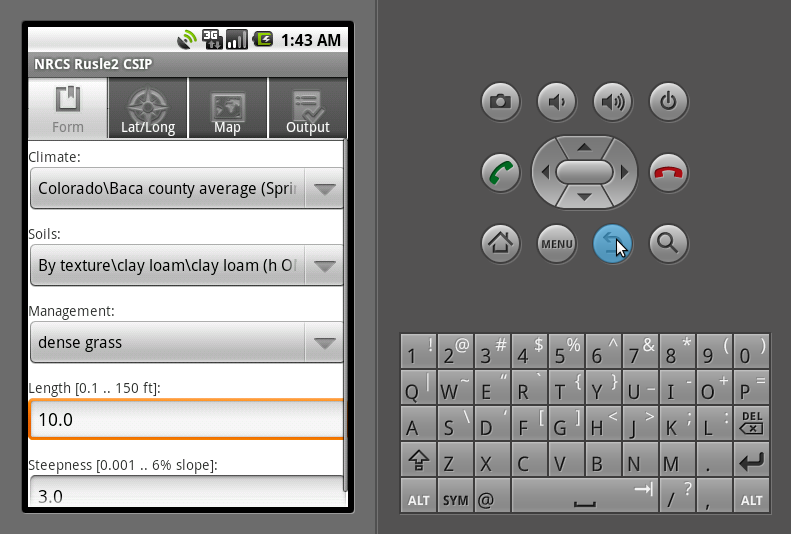 3G 1:43 AM
NRCS Rusle2 CSIP
Form Lat/Long Map Output
Climate:
Colorado\Baca county average (Spri
Soils:
By texture\clay loam\clay loam (h O
Management:
dense grass
Length [0.1 .. 150 ft]:
10.0
Steepness [0.001 .. 6% slope]:
3.0
MENU
1 ! 2 @ 3 # 4 $ 5 % 6 ^ 7 & 8 * 9 ( 0 )
Q | W ~ E “ R ` T { Y } U _ I - O + P =
A S \ D ‘ F [ G ] H < J > K ; L : DEL
Z X C V B N M .
ALT SYM @ / ? , ALT